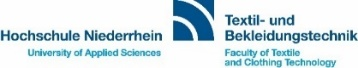 Hochschule Niederrhein
University of Applied Sciences
Textil- und
Bekleidungstechnik
Faculty of Textile
and Clothing Technology